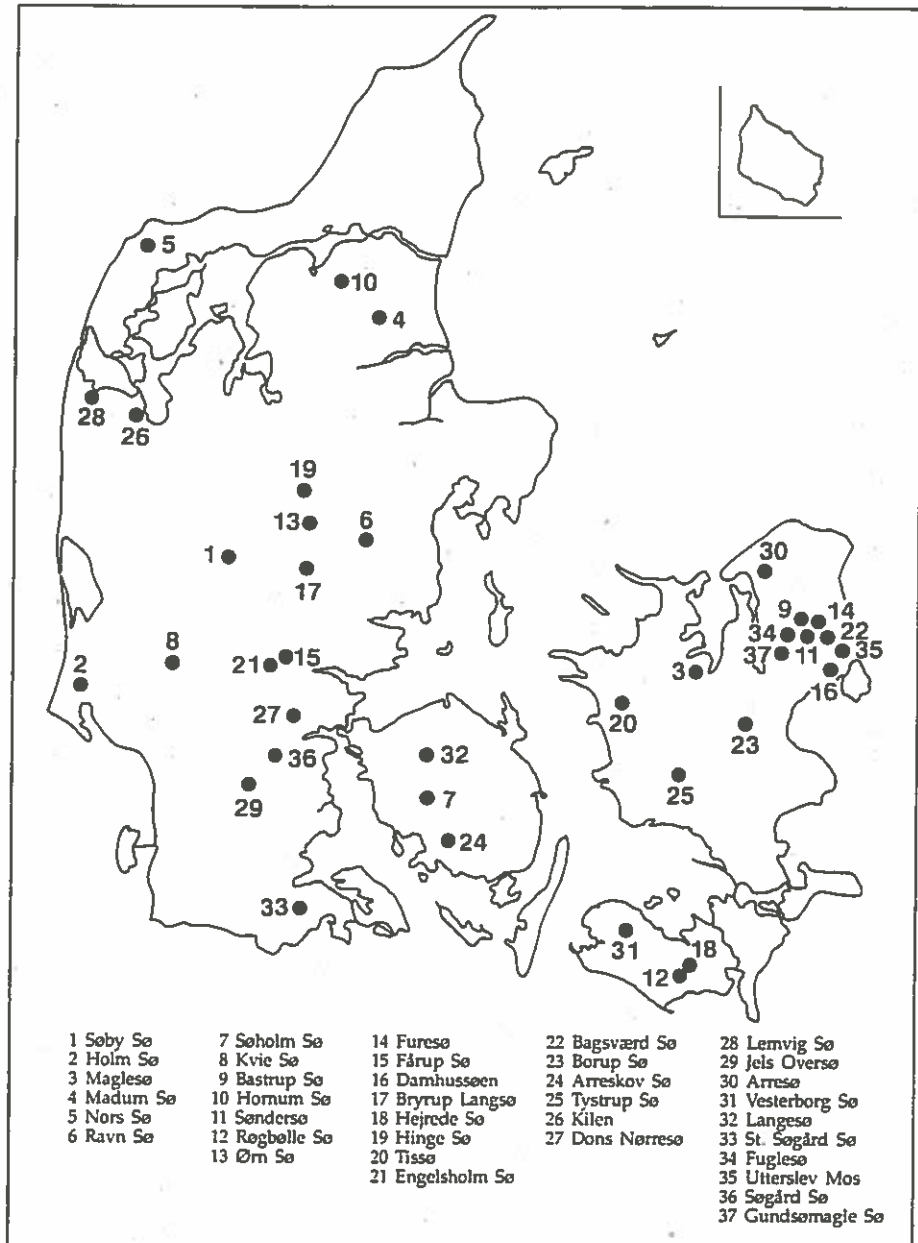 5
10
4
28
26
19
13
6
1
17
30
9
14
34
22
37
11
35
16
8
2
21
15
3
20
23
27
36
32
29
7
25
24
33
31
18
12
1 Søby Sø
2 Holm Sø
3 Maglesø
4 Madum Sø
5 Nors Sø
6 Ravn Sø
7 Søholm Sø
8 Kvie Sø
9 Bastrup Sø
10 Hornum Sø
11 Søndersø
12 Røgbølle Sø
13 Ørn Sø
14 Furesø
15 Fårup Sø
16 Damhussøen
17 Bryrup Langsø
18 Hejrede Sø
19 Hinge Sø
20 Tissø
21 Engelsholm Sø
22 Bagsværd Sø
23 Borup Sø
24 Arreskov Sø
25 Tystrup Sø
26 Kilen
27 Dons Nørresø
28 Lemvig Sø
29 Jels Oversø
30 Arresø
31 Vesterborg Sø
32 Langesø
33 St. Søgård Sø
34 Fuglesø
35 Utterslev Mos
36 Søgård Sø
37 Gundsømagle Sø